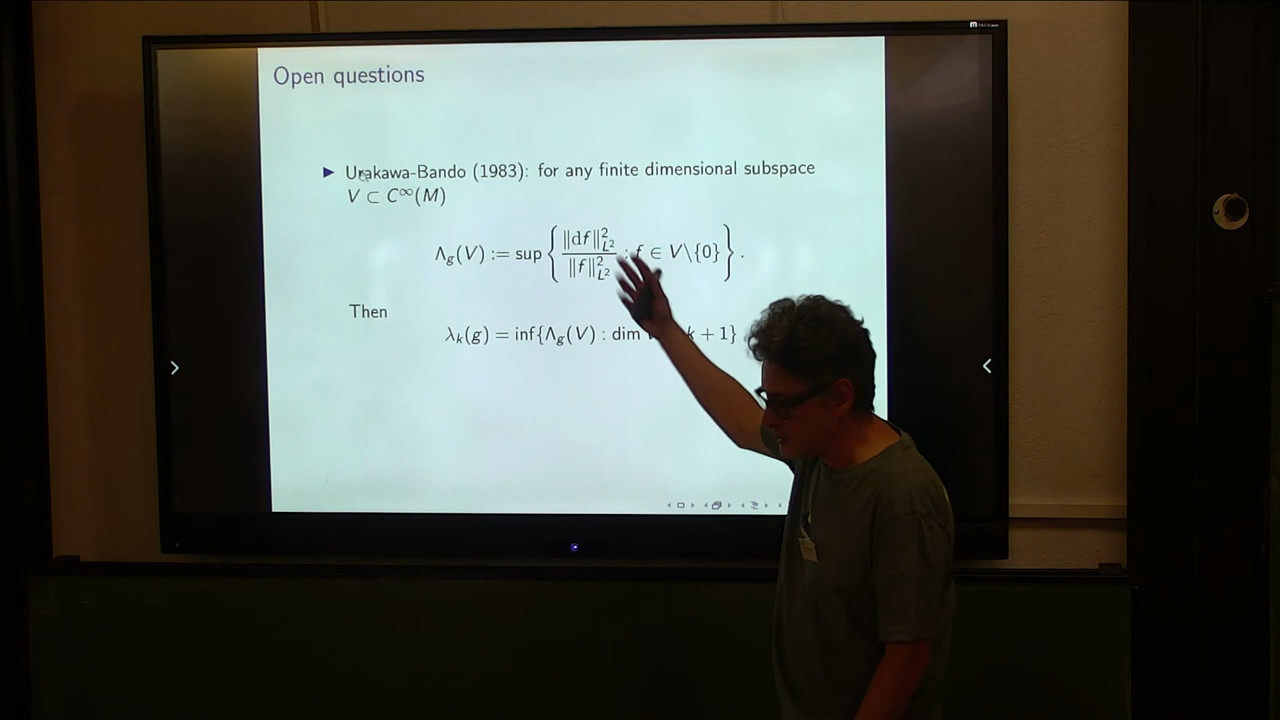 Open questions
▶ Urakawa-Bando (1983): for any finite dimensional subspace
V ⊂ C^∞(M)
Λ_g(V) := sup { ‖df‖²_{L²} / ‖f‖²_{L²} : f ∈ V\{0} } .
Then
λ_k(g) = inf{Λ_g(V) : dim + 1}